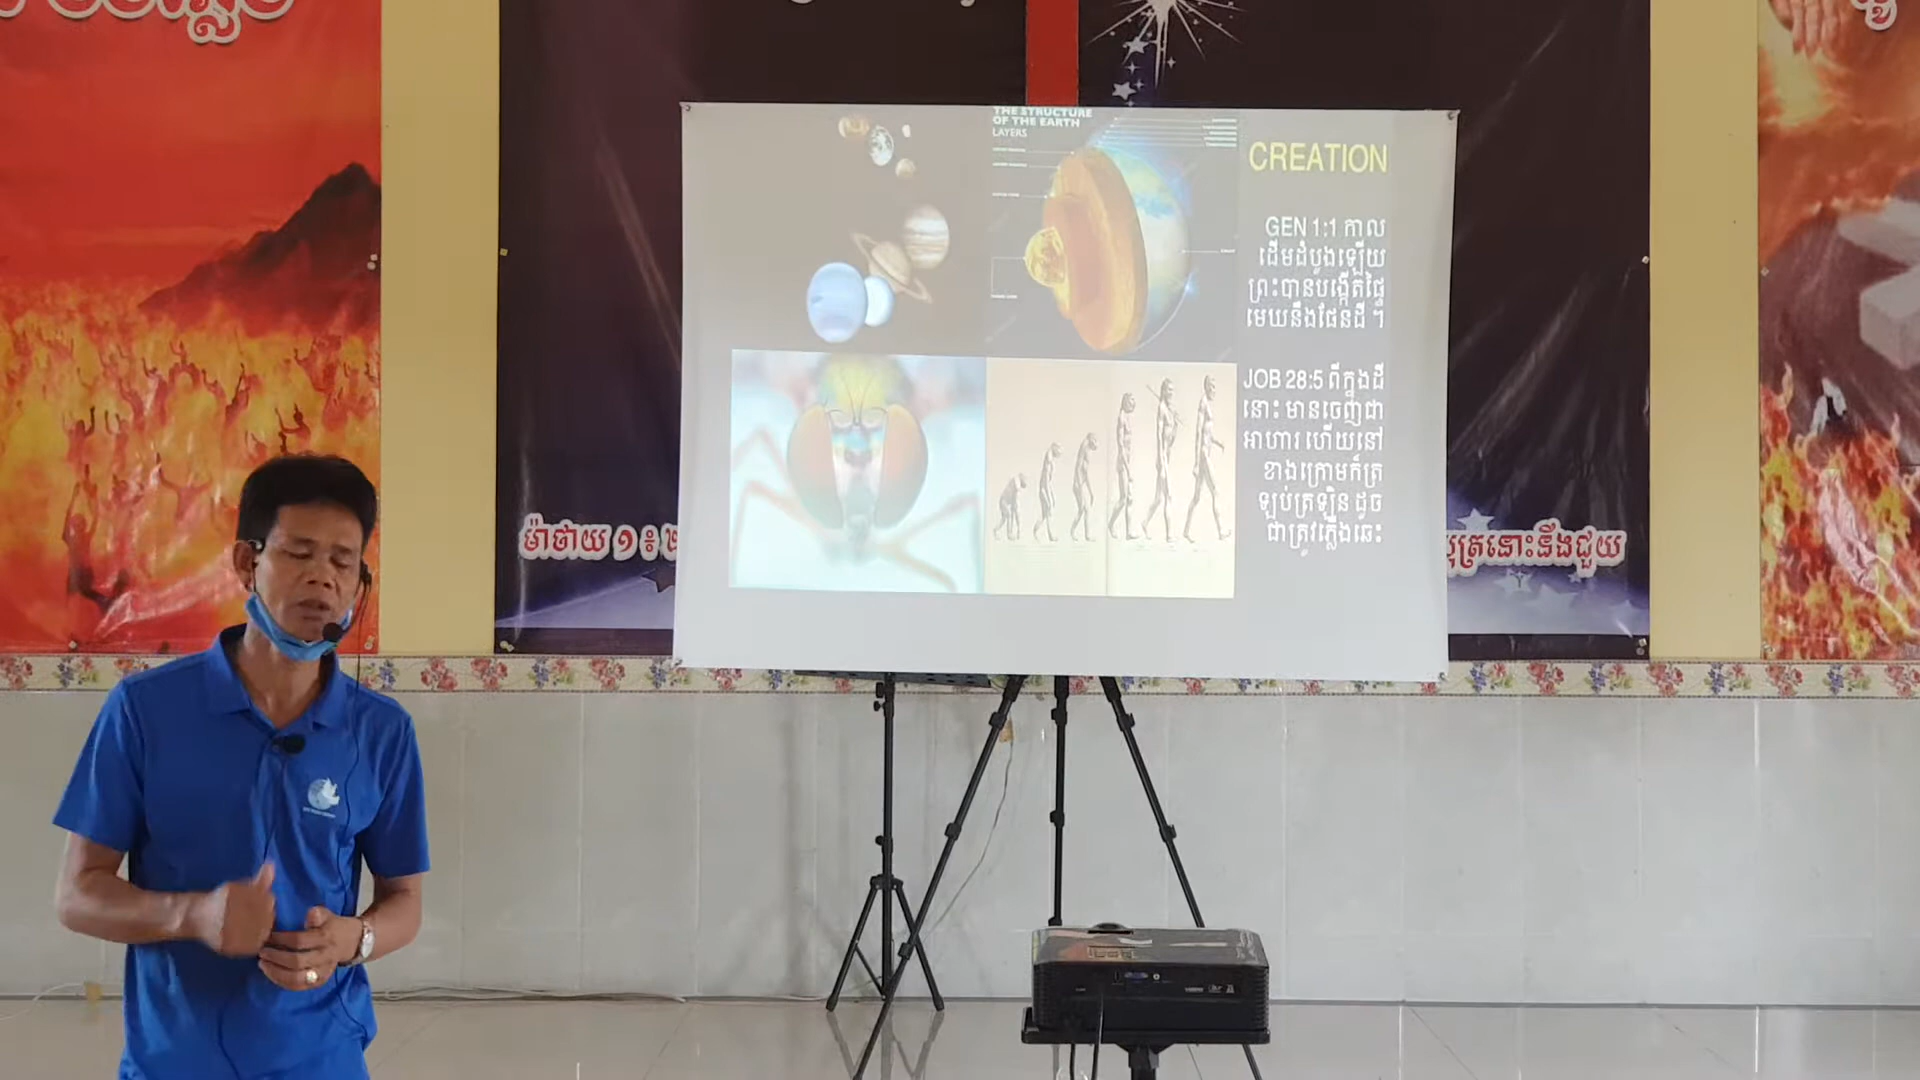 THE STRUCTURE
OF THE EARTH
LAYERS
CREATION
GEN 1:1 កាល
ដើមដំបូងឡើយ
ព្រះបានបង្កើតផ្ទៃ
មេឃនឹងផែនដី ។
JOB 28:5 ពីក្នុងដី
នោះ មានចេញជា
អាហារ ហើយនៅ
ខាងក្រោមក៏ត្រ
ឡប់ត្រឡិន ដូច
ជាត្រូវភ្លើងឆេះ
ម៉ាថាយ ១ ៖
បុត្រនោះនឹងជួយ